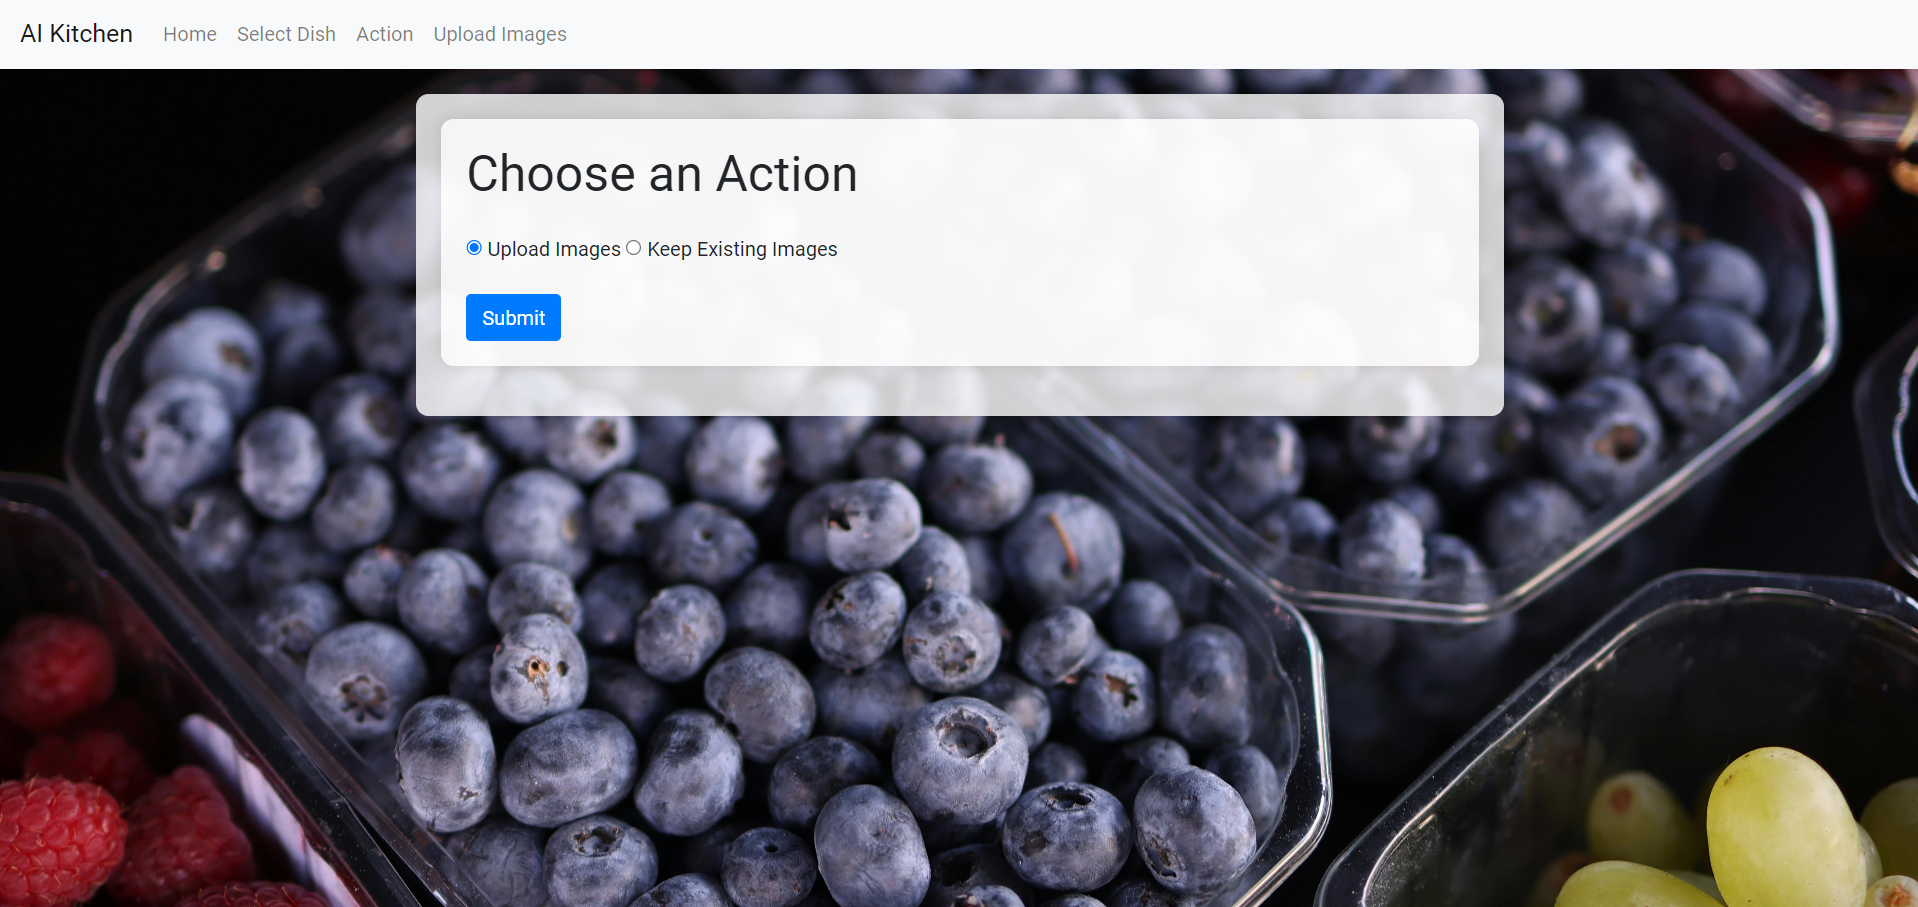 AI Kitchen Home Select Dish Action Upload Images
Choose an Action
Upload Images Keep Existing Images
Submit